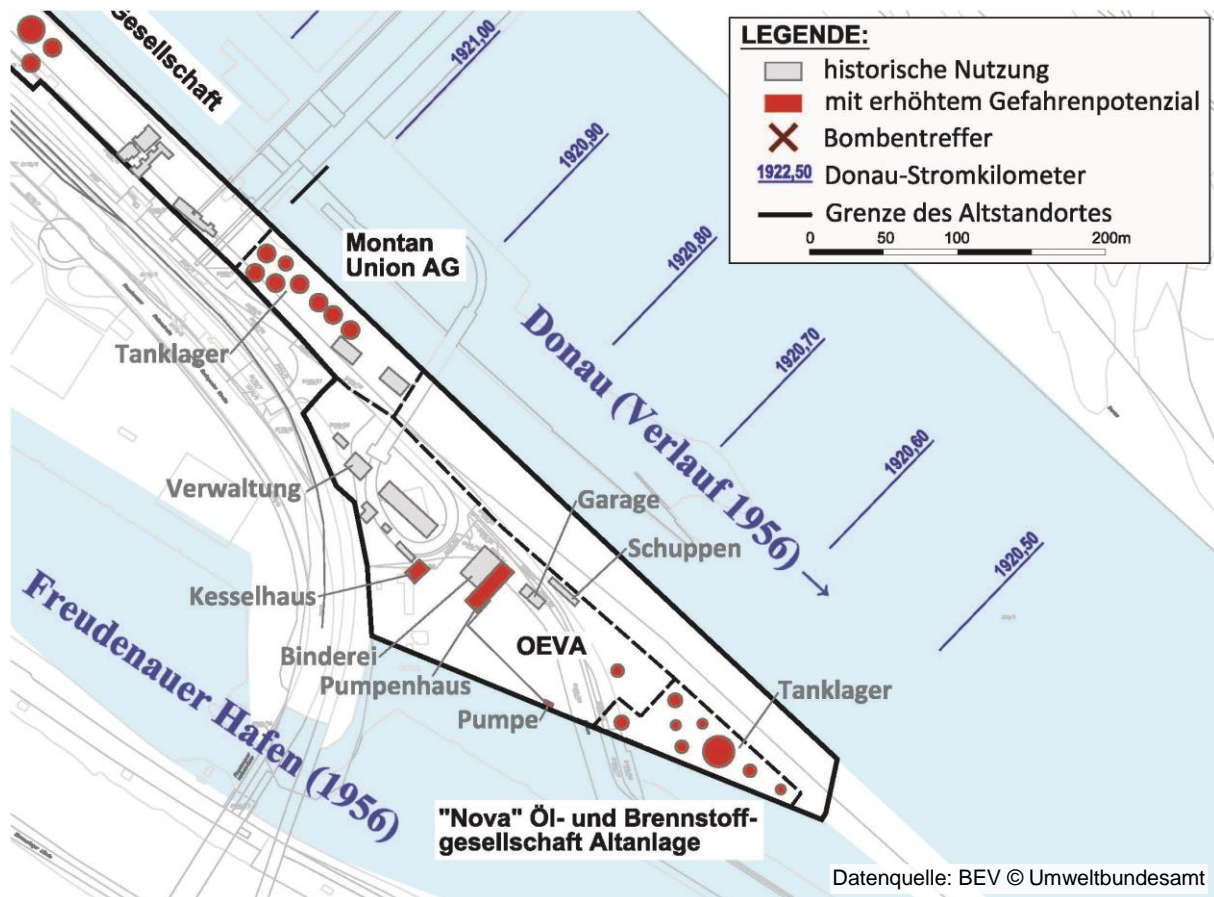 Gesellschaft
LEGENDE:
historische Nutzung
mit erhöhtem Gefahrenpotenzial
Bombentreffer
1922,50 Donau-Stromkilometer
Grenze des Altstandortes
0 50 100 200m
1921,00
1920,90
1920,80
1920,70
1920,60
1920,50
Montan
Union AG
Tanklager
Donau (Verlauf 1956)
Verwaltung
Garage
Schuppen
Kesselhaus
Binderei
Pumpenhaus
OEVA
Pumpe
Tanklager
Freudenauer Hafen (1956)
"Nova" Öl- und Brennstoff-
gesellschaft Altanlage
Datenquelle: BEV © Umweltbundesamt